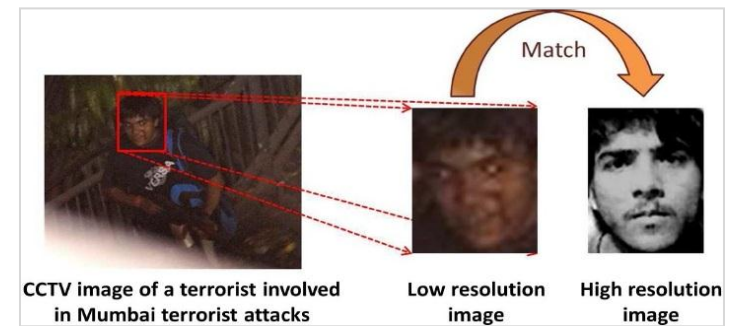 Match
CCTV image of a terrorist involved
in Mumbai terrorist attacks
Low resolution
image
High resolution
image